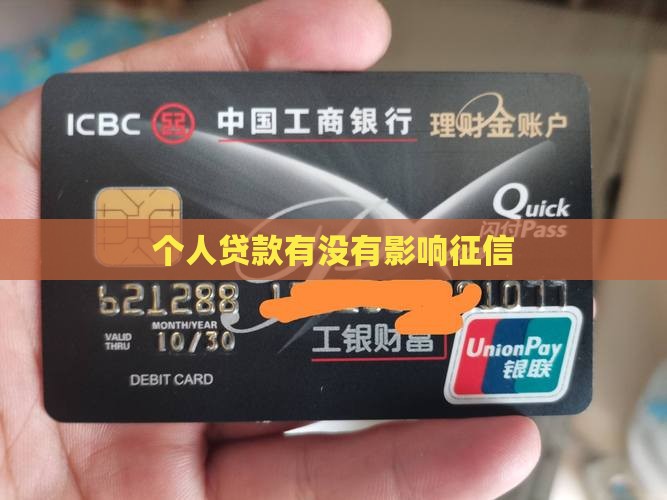 ICBC 中国工商银行 理财金账户
Quick
闪付Pass
个人贷款有没有影响征信
621288 1077
MONTH/YEAR
VALID THRU 10/30
工银财富
DEBIT CARD
UnionPay
银联